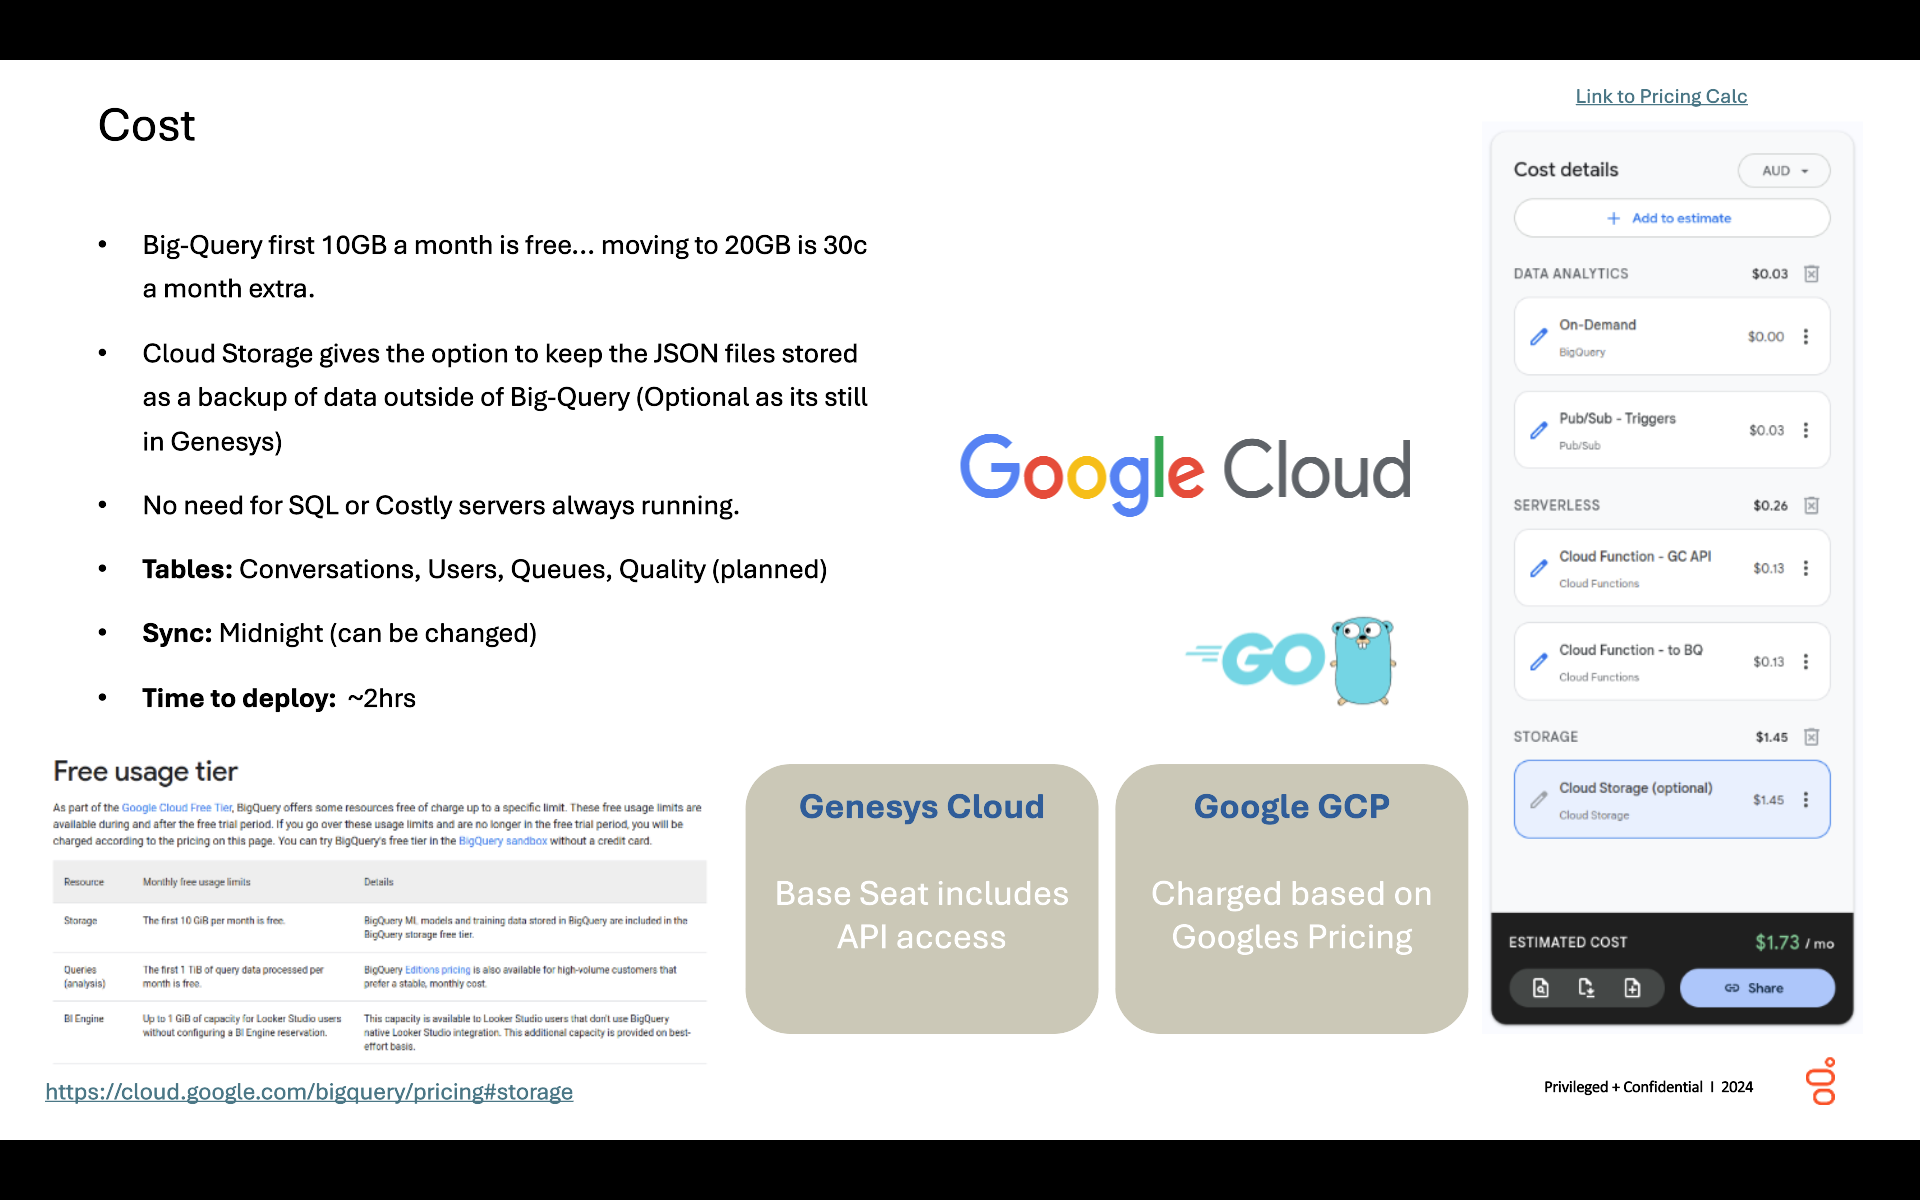 Cost
• Big-Query first 10GB a month is free... moving to 20GB is 30c
a month extra.
• Cloud Storage gives the option to keep the JSON files stored
as a backup of data outside of Big-Query (Optional as its still
in Genesys)
• No need for SQL or Costly servers always running.
• Tables: Conversations, Users, Queues, Quality (planned)
• Sync: Midnight (can be changed)
• Time to deploy: ~2hrs
Free usage tier
As part of the Google Cloud Free Tier, BigQuery offers some resources free of charge up to a specific limit. These free usage limits are
available during and after the free trial period. If you go over these usage limits and are no longer in the free trial period, you will be
charged according to the pricing on this page. You can try BigQuery's free tier in the BigQuery sandbox without a credit card.
Resource Monthly free usage limits Details
Storage The first 10 GiB per month is free. BigQuery ML models and training data stored in BigQuery are included in the
BigQuery storage free tier.
Queries The first 1 TiB of query data processed per BigQuery Editions pricing is also available for high-volume customers that
(analysis) month is free. prefer a stable, monthly cost.
BI Engine Up to 1 GiB of capacity for Looker Studio users This capacity is available to Looker Studio users that don't use BigQuery
without configuring a BI Engine reservation. native Looker Studio integration. This additional capacity is provided on best-
effort basis.
https://cloud.google.com/bigquery/pricing#storage
Google Cloud
GO
Genesys Cloud
Base Seat includes
API access
Google GCP
Charged based on
Googles Pricing
Link to Pricing Calc
Cost details AUD
+ Add to estimate
DATA ANALYTICS $0.03
On-Demand $0.00
BigQuery
Pub/Sub - Triggers $0.03
Pub/Sub
SERVERLESS $0.26
Cloud Function - GC API $0.13
Cloud Functions
Cloud Function - to BQ $0.13
Cloud Functions
STORAGE $1.45
Cloud Storage (optional) $1.45
Cloud Storage
ESTIMATED COST $1.73 / mo
Share
Privileged + Confidential I 2024